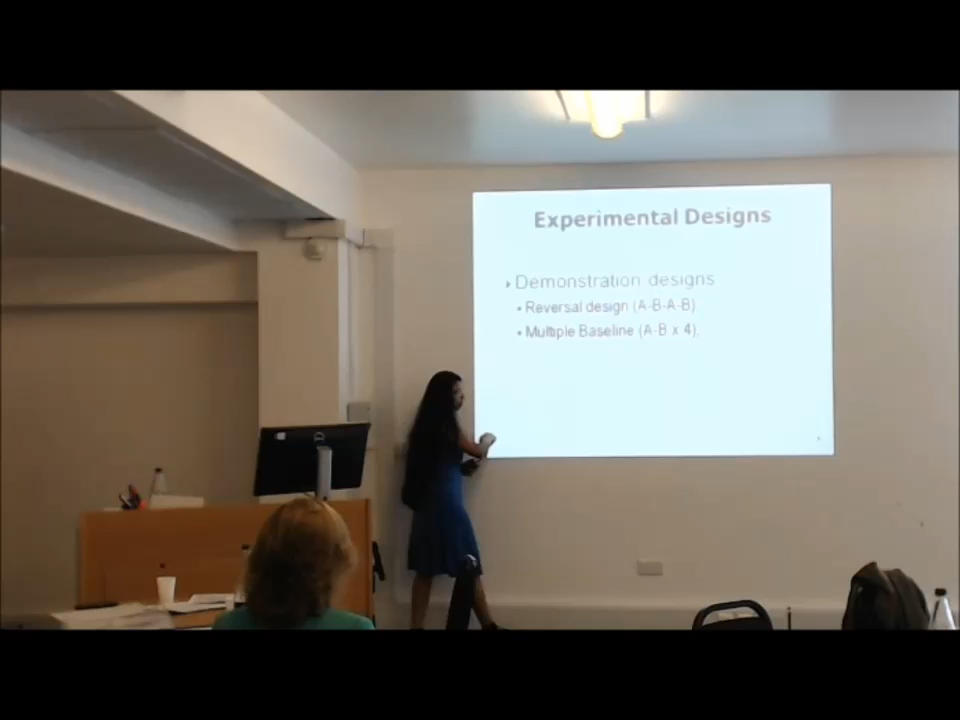 Experimental Designs
Demonstration designs
Reversal design (A-B-A-B)
Multiple Baseline (A-B x 4),